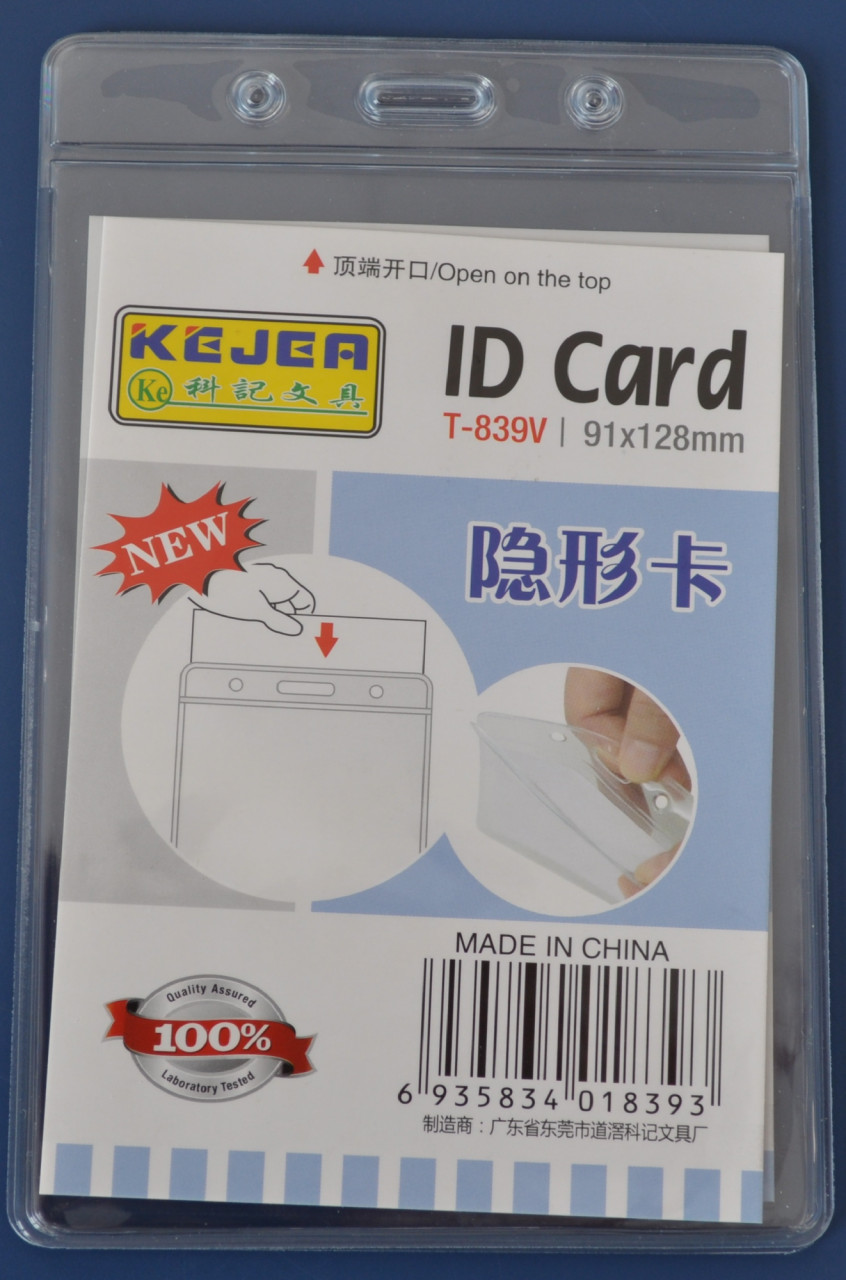 顶端开口/Open on the top
KEJEA
Ke 科記文具
ID Card
T-839V | 91x128mm
NEW
隐形卡
MADE IN CHINA
Quality Assured
100%
Laboratory Tested
6 935834 018393
制造商：广东省东莞市道滘科记文具厂